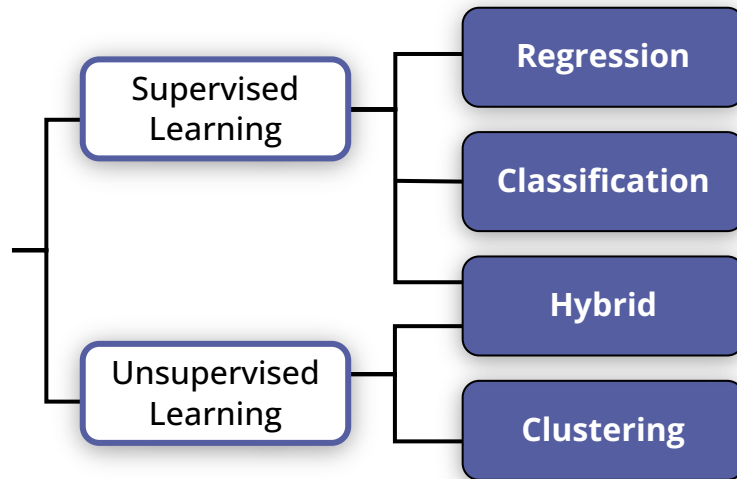 Supervised
Learning
Regression
Classification
Hybrid
Unsupervised
Learning
Clustering